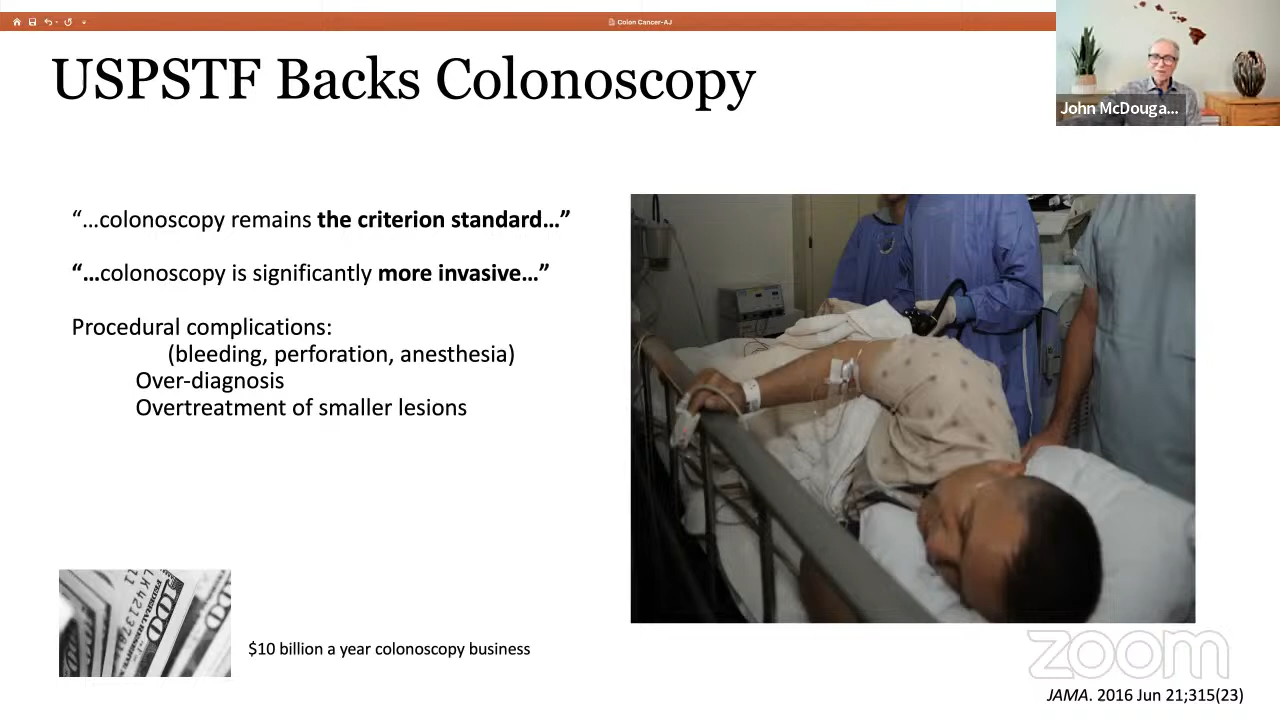 Colon Cancer-AJ
USPSTF Backs Colonoscopy
John McDouga...
“...colonoscopy remains the criterion standard...”
“...colonoscopy is significantly more invasive...”
Procedural complications:
(bleeding, perforation, anesthesia)
Over-diagnosis
Overtreatment of smaller lesions
$10 billion a year colonoscopy business
zoom
JAMA. 2016 Jun 21;315(23)